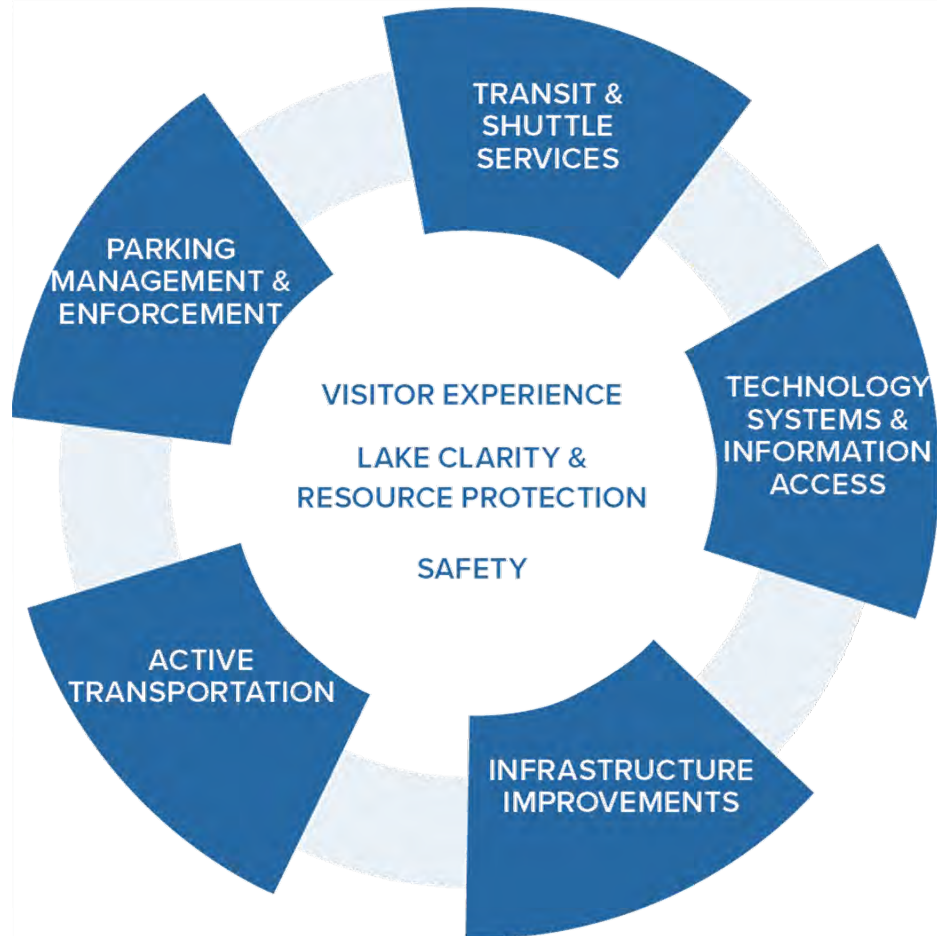 TRANSIT &
SHUTTLE
SERVICES
PARKING
MANAGEMENT &
ENFORCEMENT
TECHNOLOGY
SYSTEMS &
INFORMATION
ACCESS
VISITOR EXPERIENCE
LAKE CLARITY &
RESOURCE PROTECTION
SAFETY
ACTIVE
TRANSPORTATION
INFRASTRUCTURE
IMPROVEMENTS